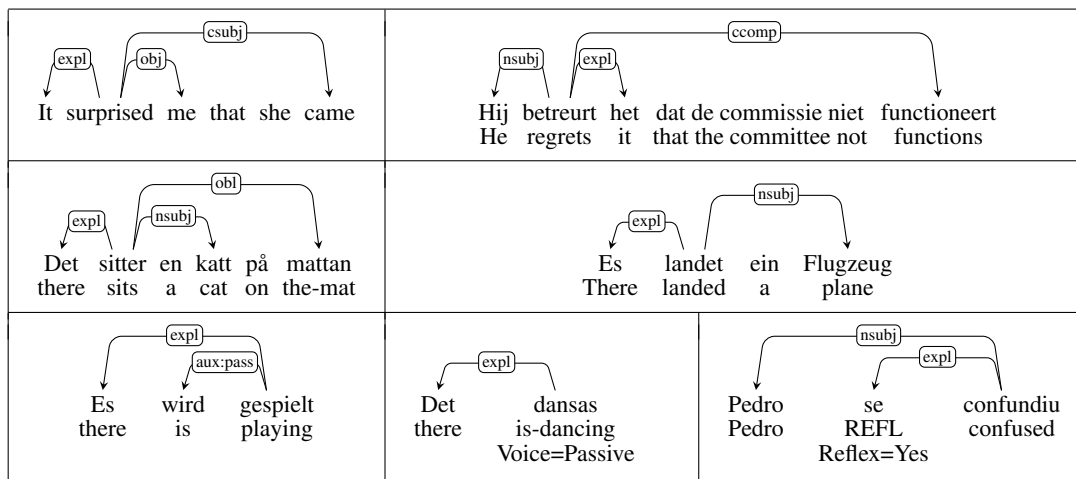 csubj
expl obj
It surprised me that she came
ccomp
nsubj expl
Hij betreurt het dat de commissie niet functioneert
He regrets it that the committee not functions
obl
expl nsubj
Det sitter en katt på mattan
there sits a cat on the-mat
nsubj
expl
Es landet ein Flugzeug
There landed a plane
expl
aux:pass
Es wird gespielt
there is playing
expl
Det dansas
there is-dancing
Voice=Passive
nsubj
expl
Pedro se confundiu
Pedro REFL confused
Reflex=Yes